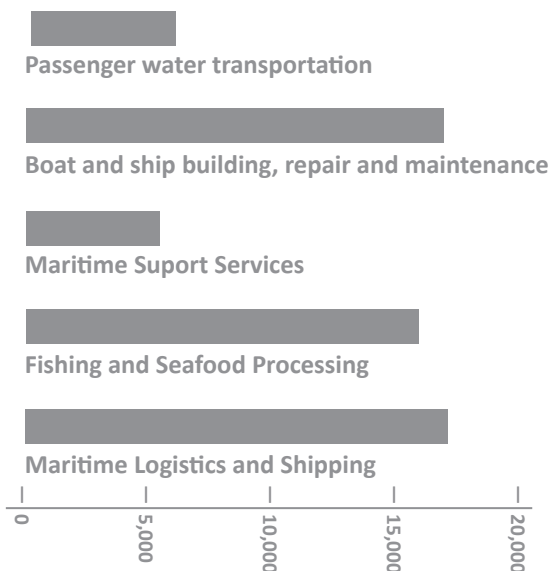 Passenger water transportation
Boat and ship building, repair and maintenance
Maritime Suport Services
Fishing and Seafood Processing
Maritime Logistics and Shipping
0
5,000
10,000
15,000
20,000